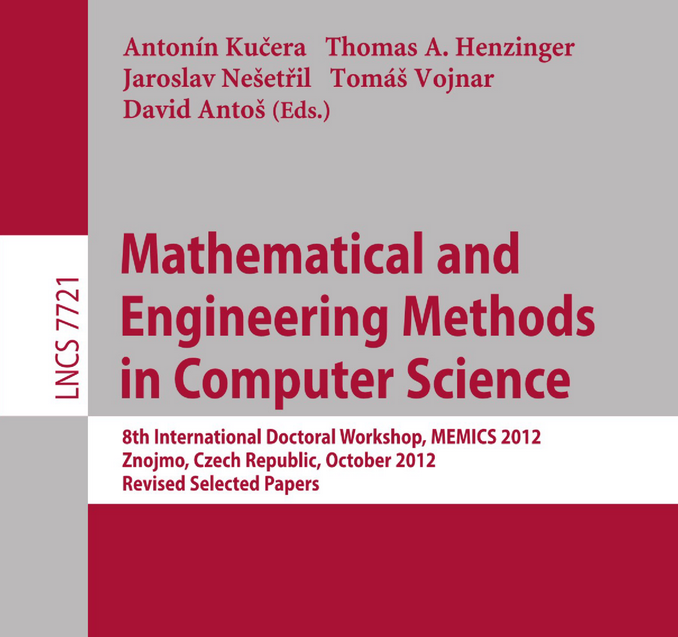 Antonín Kučera Thomas A. Henzinger
Jaroslav Nešetřil Tomáš Vojnar
David Antoš (Eds.)
LNCS 7721
Mathematical and
Engineering Methods
in Computer Science
8th International Doctoral Workshop, MEMICS 2012
Znojmo, Czech Republic, October 2012
Revised Selected Papers